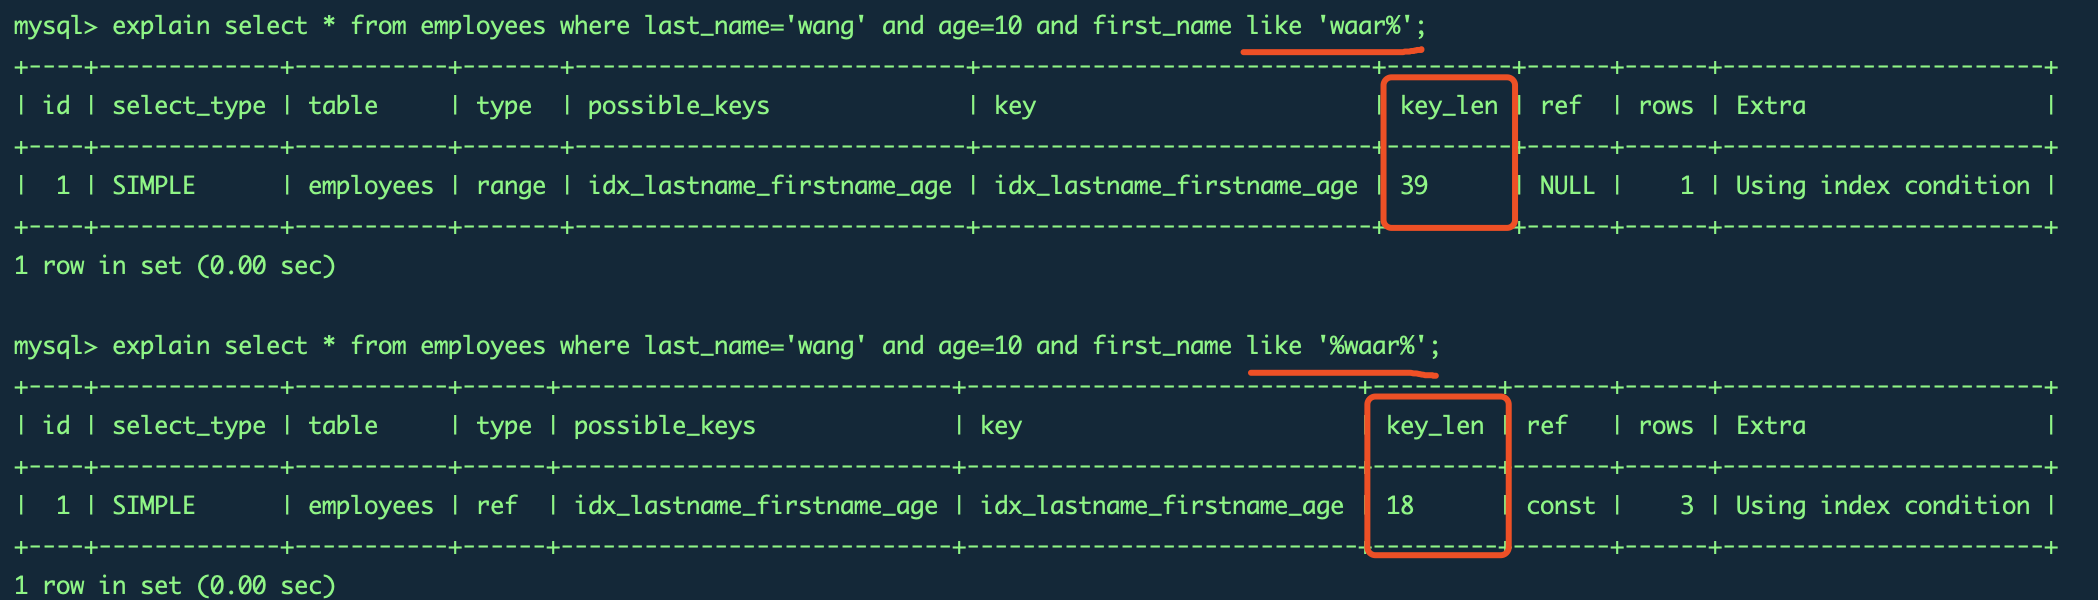 mysql> explain select * from employees where last_name='wang' and age=10 and first_name like 'waar%';
+----+-------------+-----------+-------+----------------------------+----------------------------+---------+------+------+-----------------------+
| id | select_type | table     | type  | possible_keys              | key                        | key_len | ref  | rows | Extra                 |
+----+-------------+-----------+-------+----------------------------+----------------------------+---------+------+------+-----------------------+
|  1 | SIMPLE      | employees | range | idx_lastname_firstname_age | idx_lastname_firstname_age | 39      | NULL |    1 | Using index condition |
+----+-------------+-----------+-------+----------------------------+----------------------------+---------+------+------+-----------------------+
1 row in set (0.00 sec)
mysql> explain select * from employees where last_name='wang' and age=10 and first_name like '%waar%';
+----+-------------+-----------+------+----------------------------+----------------------------+---------+-------+------+-----------------------+
| id | select_type | table     | type | possible_keys              | key                        | key_len | ref   | rows | Extra                 |
+----+-------------+-----------+------+----------------------------+----------------------------+---------+-------+------+-----------------------+
|  1 | SIMPLE      | employees | ref  | idx_lastname_firstname_age | idx_lastname_firstname_age | 18      | const |    3 | Using index condition |
+----+-------------+-----------+------+----------------------------+----------------------------+---------+-------+------+-----------------------+
1 row in set (0.00 sec)